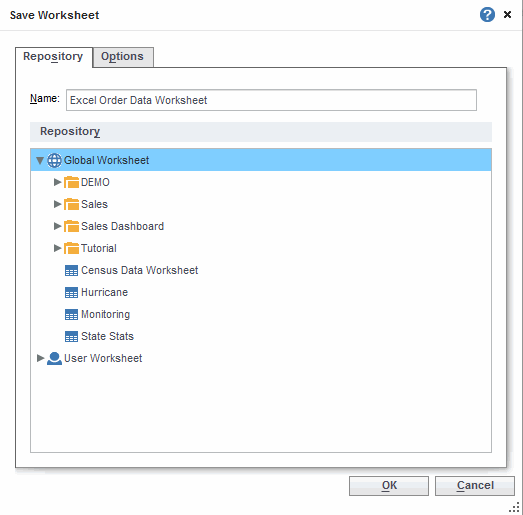 Save Worksheet
Repository Options
Name: Excel Order Data Worksheet
Repository
Global Worksheet
DEMO
Sales
Sales Dashboard
Tutorial
Census Data Worksheet
Hurricane
Monitoring
State Stats
User Worksheet
OK Cancel